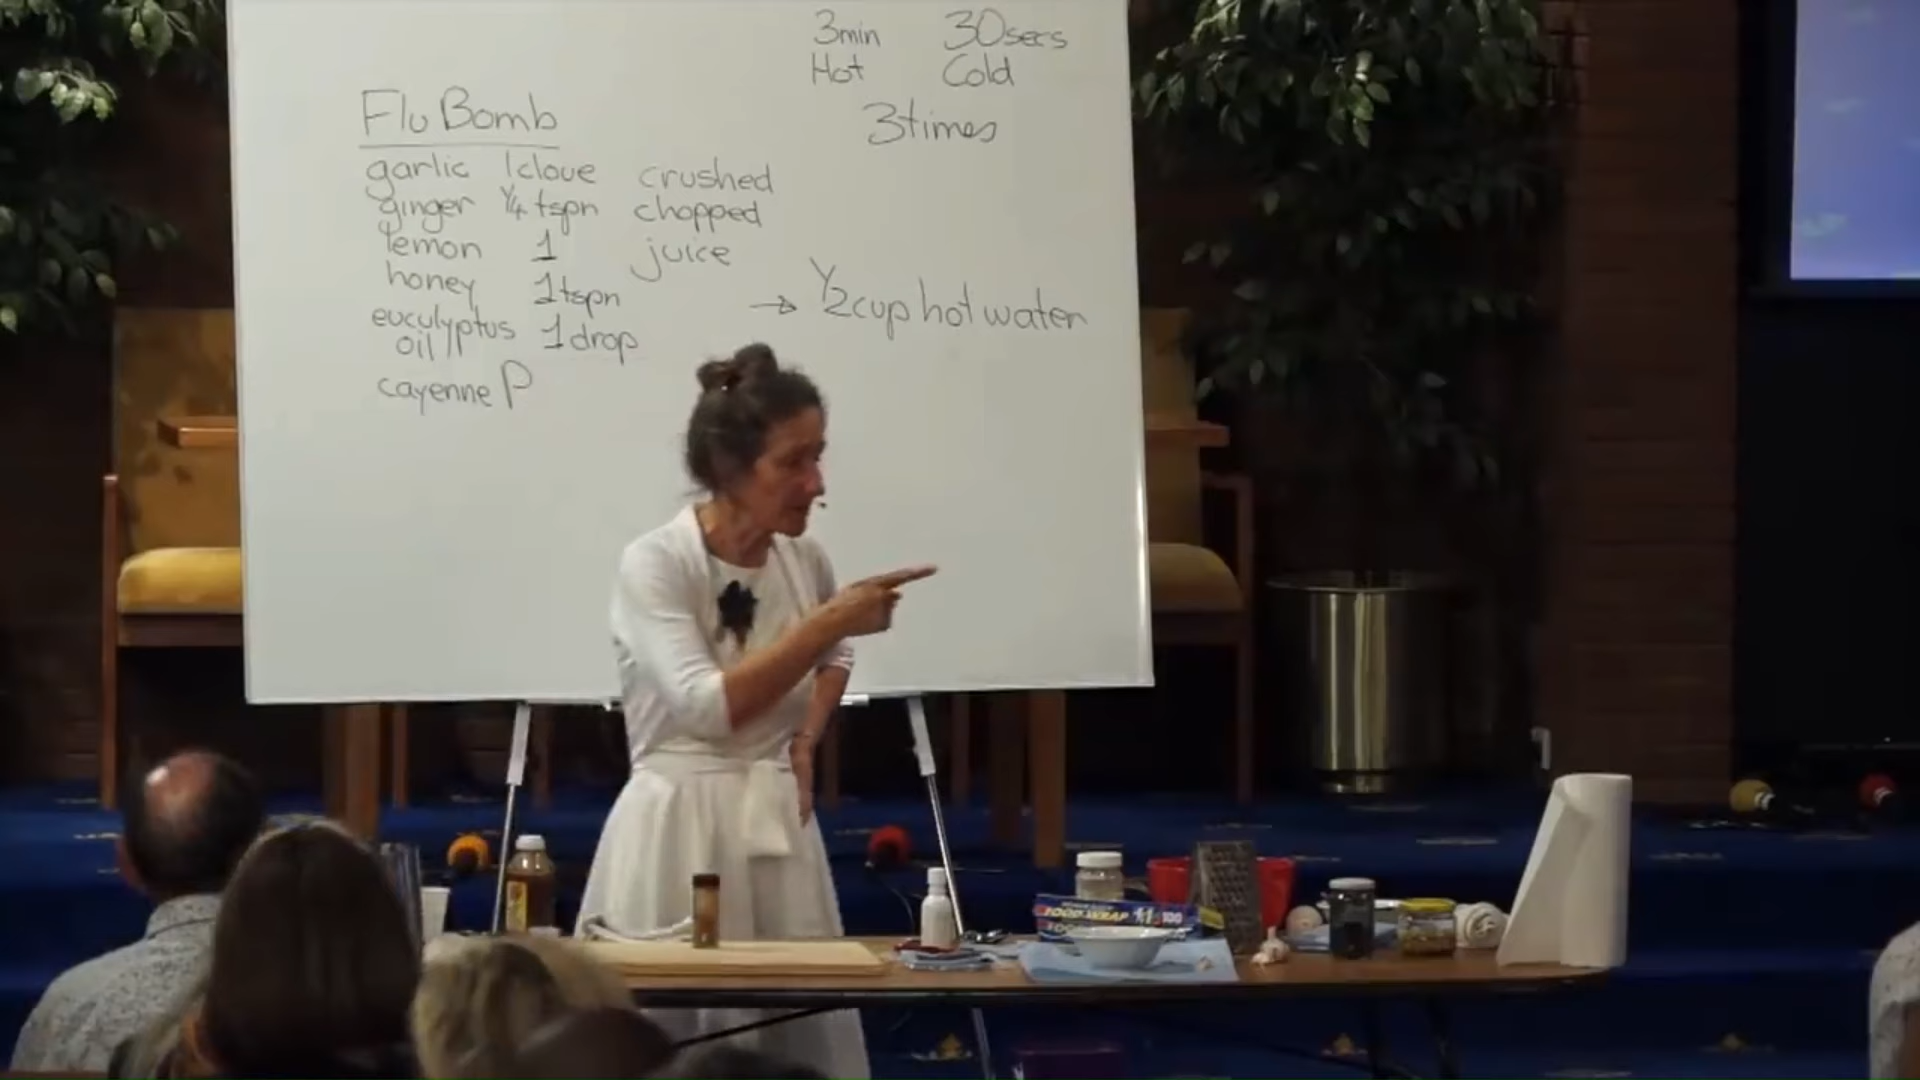 3min 30secs
Hot Cold
3times
Flu Bomb
garlic 1clove crushed
ginger 1/4 tspn chopped
lemon 1 juice
honey 1tspn
euculyptus 1drop
oil
cayenne P
→ 1/2cup hot water
FOOD WRAP 100